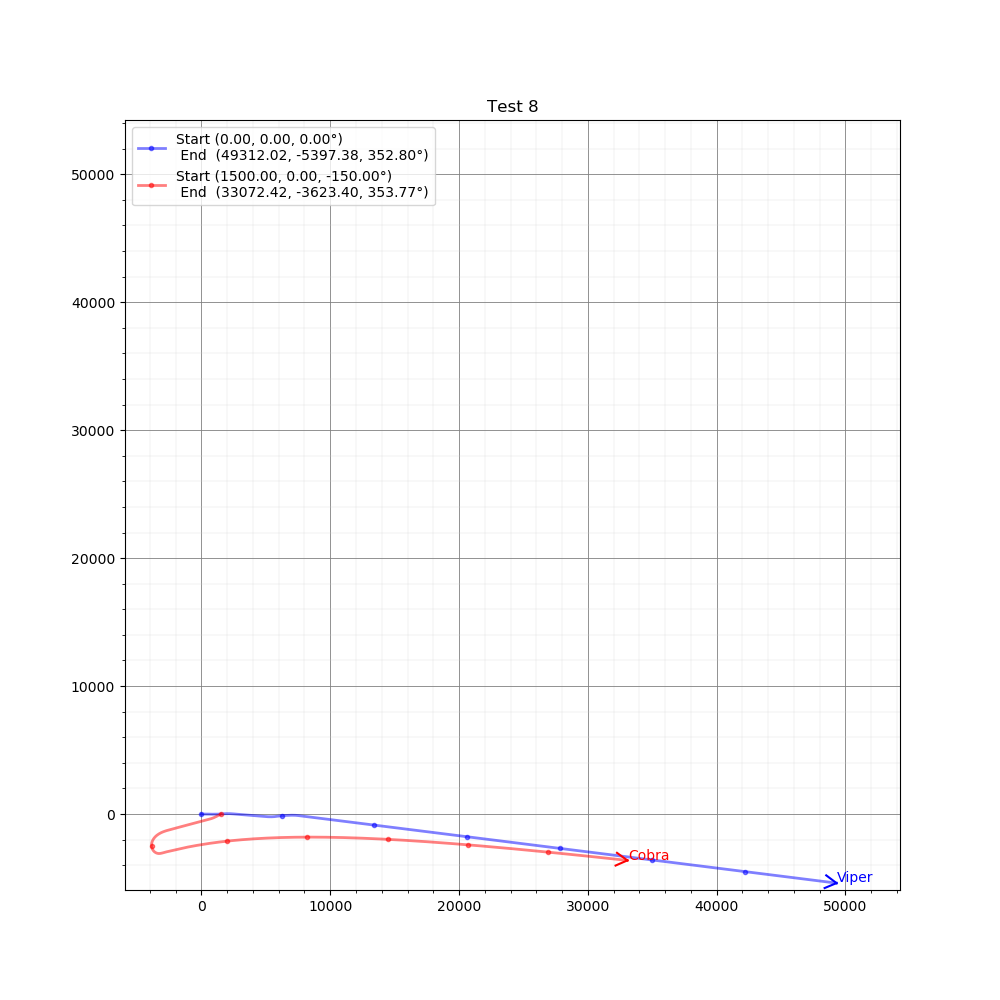 Test 8
Start (0.00, 0.00, 0.00°)
End (49312.02, -5397.38, 352.80°)
Start (1500.00, 0.00, -150.00°)
End (33072.42, -3623.40, 353.77°)
50000
40000
30000
20000
10000
0
Cobra
Viper
0 10000 20000 30000 40000 50000